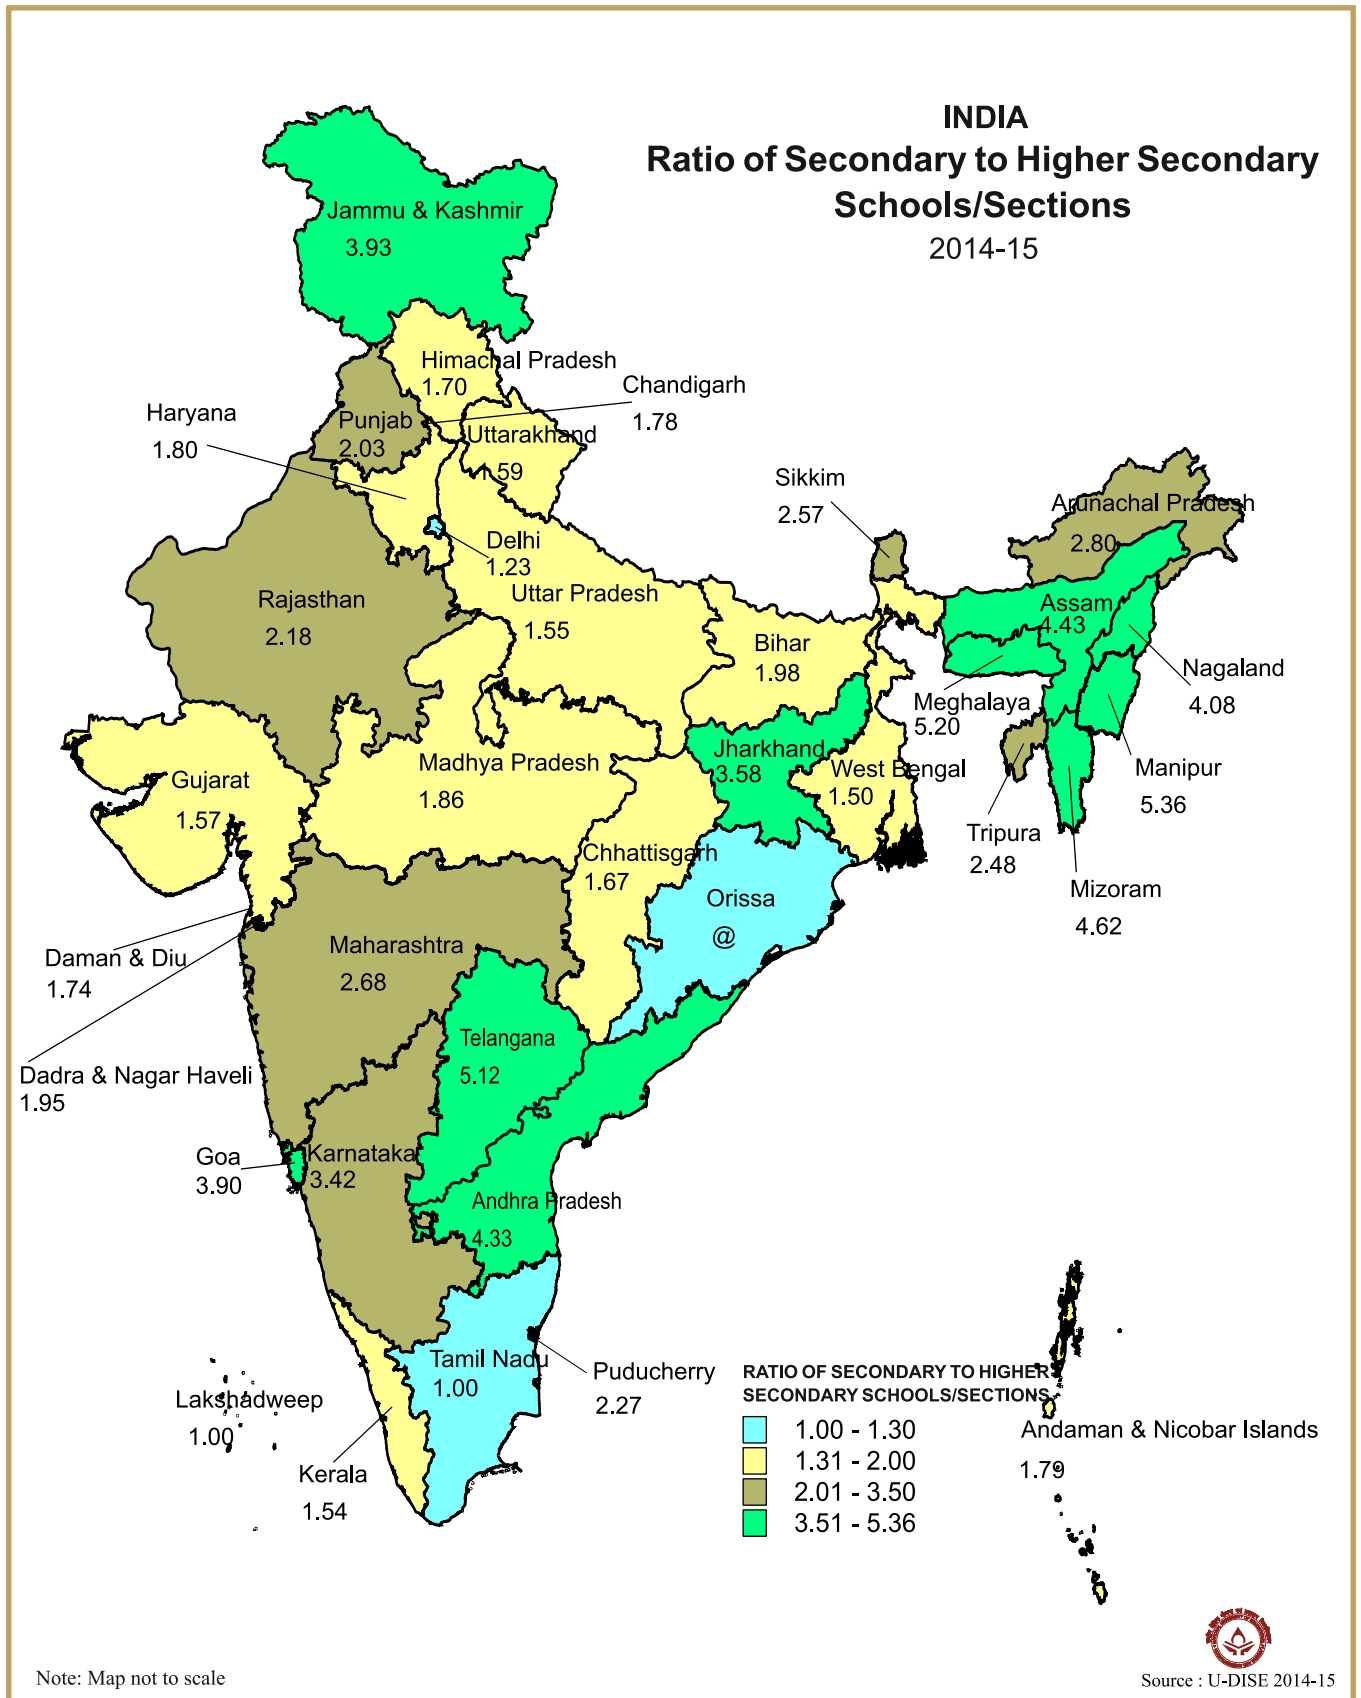 INDIA
Ratio of Secondary to Higher Secondary
Schools/Sections
2014-15
Jammu & Kashmir
3.93
Himachal Pradesh
1.70
Chandigarh
1.78
Haryana
1.80
Punjab
2.03
Uttarakhand
1.59
Sikkim
2.57
Arunachal Pradesh
2.80
Delhi
1.23
Uttar Pradesh
1.55
Rajasthan
2.18
Assam
4.43
Bihar
1.98
Nagaland
4.08
Meghalaya
5.20
Jharkhand
3.58
Madhya Pradesh
1.86
West Bengal
1.50
Manipur
5.36
Gujarat
1.57
Tripura
2.48
Chhattisgarh
1.67
Mizoram
4.62
Orissa
@
Maharashtra
2.68
Daman & Diu
1.74
Telangana
5.12
Dadra & Nagar Haveli
1.95
Goa
3.90
Karnataka
3.42
Andhra Pradesh
4.33
Tamil Nadu
1.00
Puducherry
2.27
Lakshadweep
1.00
Kerala
1.54
Andaman & Nicobar Islands
1.79
RATIO OF SECONDARY TO HIGHER
SECONDARY SCHOOLS/SECTIONS
1.00 - 1.30
1.31 - 2.00
2.01 - 3.50
3.51 - 5.36
Note: Map not to scale
Source : U-DISE 2014-15